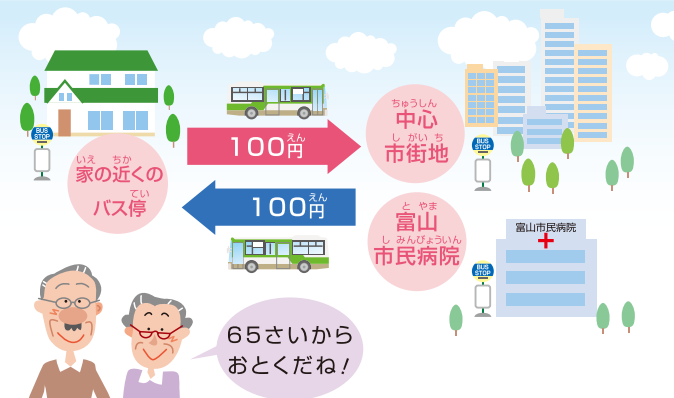 BUS STOP
家の近くの
いえ ちか
バス停
てい
100円
えん
100円
えん
中心
ちゅうしん
市街地
しがいち
BUS STOP
富山
とやま
市民病院
しみんびょういん
富山市民病院
BUS STOP
65さいから
おとくだね!